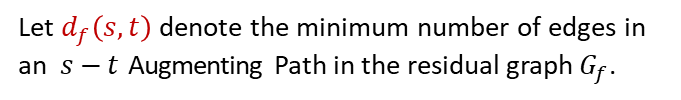 Let d_f(s, t) denote the minimum number of edges in
an s − t Augmenting Path in the residual graph G_f.